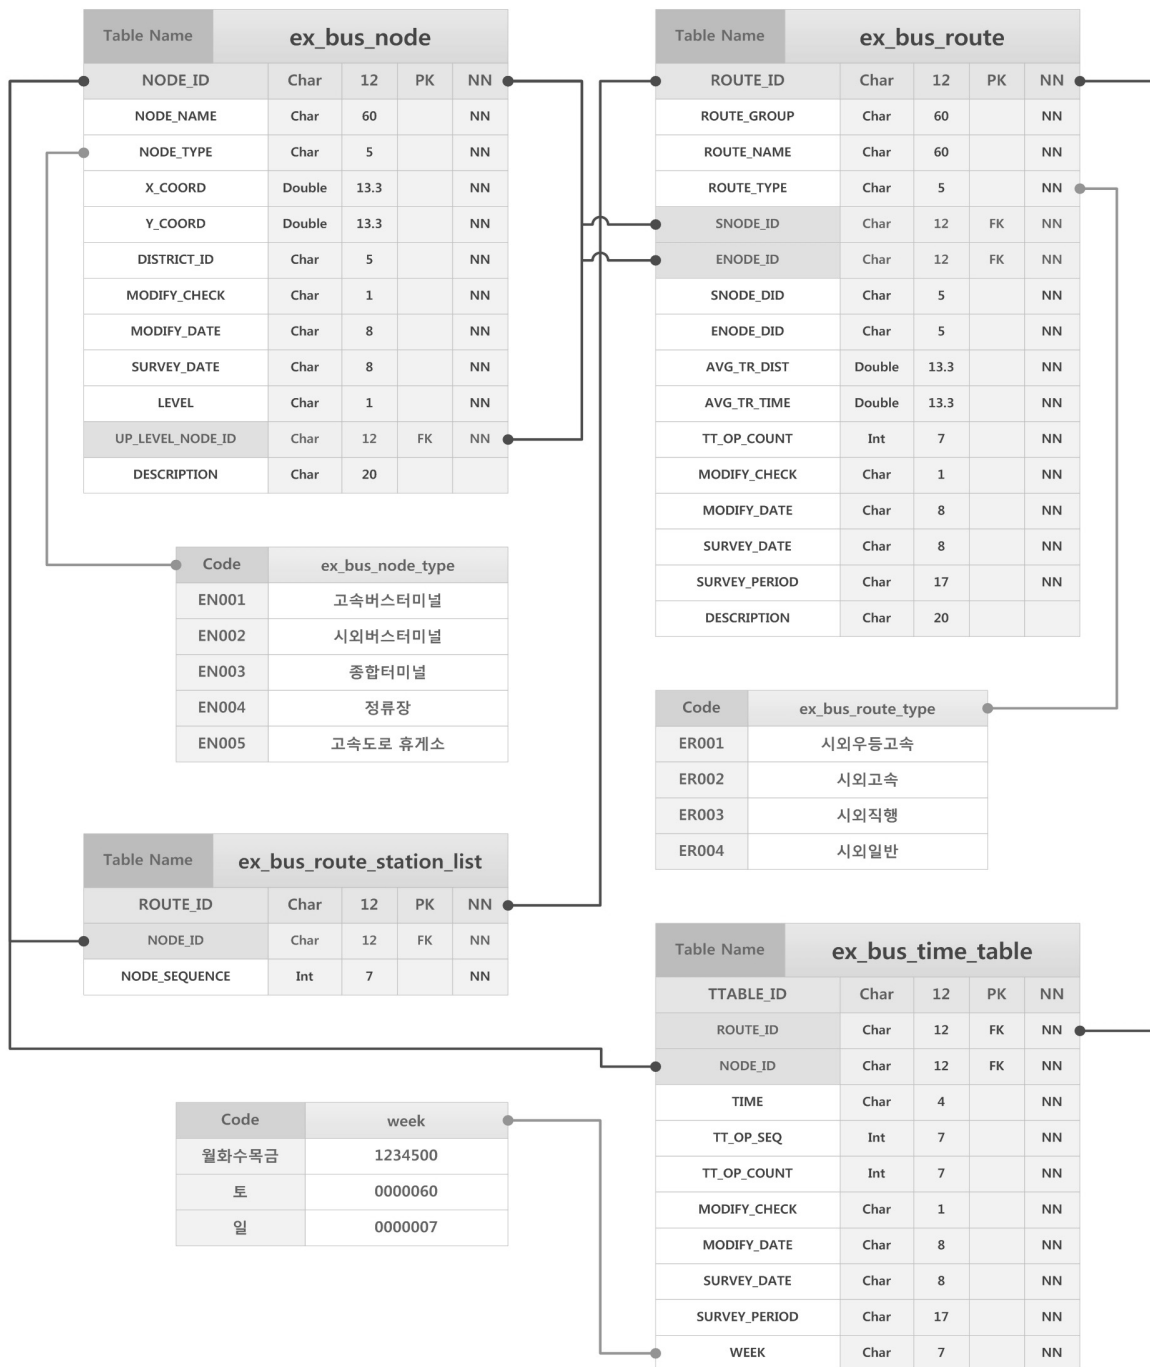 Table Name ex_bus_node
NODE_ID Char 12 PK NN
NODE_NAME Char 60 NN
NODE_TYPE Char 5 NN
X_COORD Double 13.3 NN
Y_COORD Double 13.3 NN
DISTRICT_ID Char 5 NN
MODIFY_CHECK Char 1 NN
MODIFY_DATE Char 8 NN
SURVEY_DATE Char 8 NN
LEVEL Char 1 NN
UP_LEVEL_NODE_ID Char 12 FK NN
DESCRIPTION Char 20
Code ex_bus_node_type
EN001 고속버스터미널
EN002 시외버스터미널
EN003 종합터미널
EN004 정류장
EN005 고속도로 휴게소
Table Name ex_bus_route_station_list
ROUTE_ID Char 12 PK NN
NODE_ID Char 12 FK NN
NODE_SEQUENCE Int 7 NN
Code week
월화수목금 1234500
토 0000060
일 0000007
Table Name ex_bus_route
ROUTE_ID Char 12 PK NN
ROUTE_GROUP Char 60 NN
ROUTE_NAME Char 60 NN
ROUTE_TYPE Char 5 NN
SNODE_ID Char 12 FK NN
ENODE_ID Char 12 FK NN
SNODE_DID Char 5 NN
ENODE_DID Char 5 NN
AVG_TR_DIST Double 13.3 NN
AVG_TR_TIME Double 13.3 NN
TT_OP_COUNT Int 7 NN
MODIFY_CHECK Char 1 NN
MODIFY_DATE Char 8 NN
SURVEY_DATE Char 8 NN
SURVEY_PERIOD Char 17 NN
DESCRIPTION Char 20
Code ex_bus_route_type
ER001 시외우등고속
ER002 시외고속
ER003 시외직행
ER004 시외일반
Table Name ex_bus_time_table
TTABLE_ID Char 12 PK NN
ROUTE_ID Char 12 FK NN
NODE_ID Char 12 FK NN
TIME Char 4 NN
TT_OP_SEQ Int 7 NN
TT_OP_COUNT Int 7 NN
MODIFY_CHECK Char 1 NN
MODIFY_DATE Char 8 NN
SURVEY_DATE Char 8 NN
SURVEY_PERIOD Char 17 NN
WEEK Char 7 NN